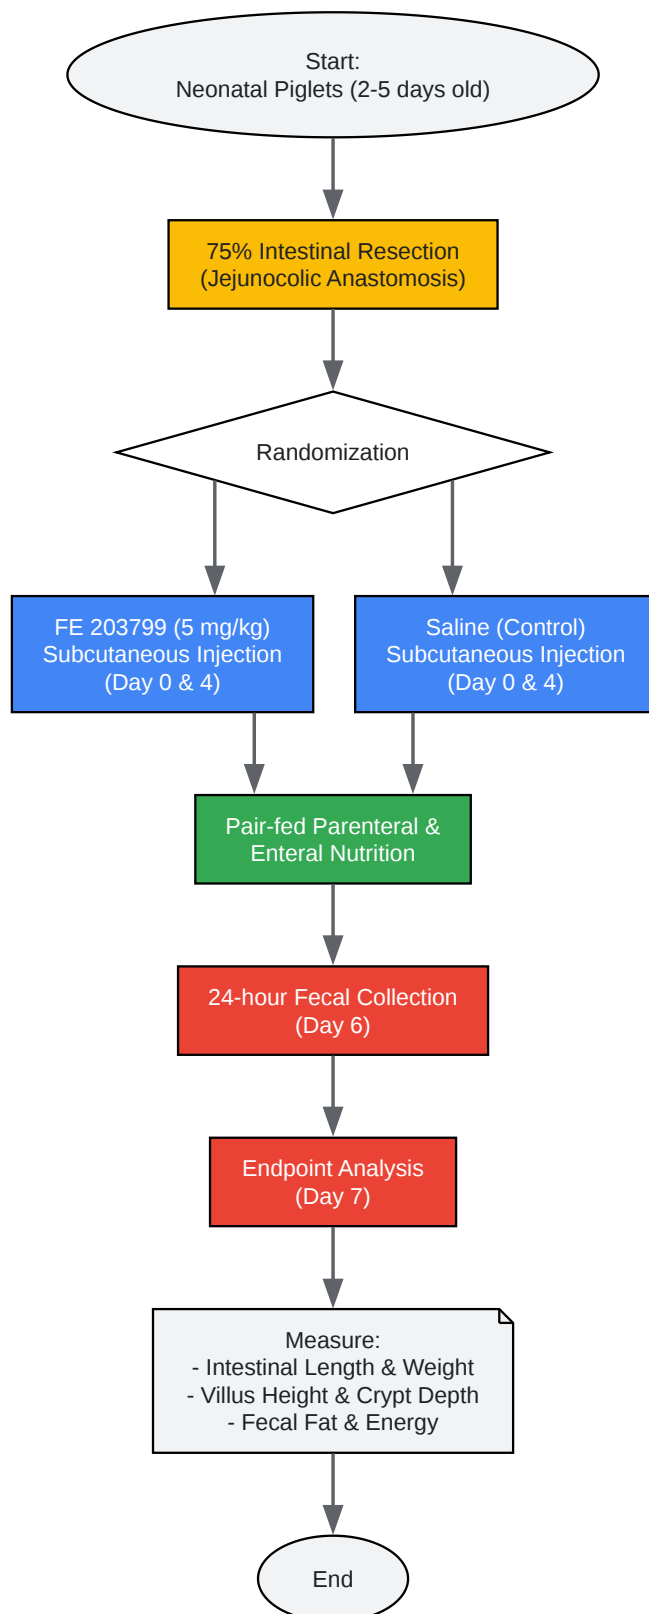 Start:
Neonatal Piglets (2-5 days old)
75% Intestinal Resection
(Jejunocolic Anastomosis)
Randomization
FE 203799 (5 mg/kg)
Subcutaneous Injection
(Day 0 & 4)
Saline (Control)
Subcutaneous Injection
(Day 0 & 4)
Pair-fed Parenteral &
Enteral Nutrition
24-hour Fecal Collection
(Day 6)
Endpoint Analysis
(Day 7)
Measure:
- Intestinal Length & Weight
- Villus Height & Crypt Depth
- Fecal Fat & Energy
End